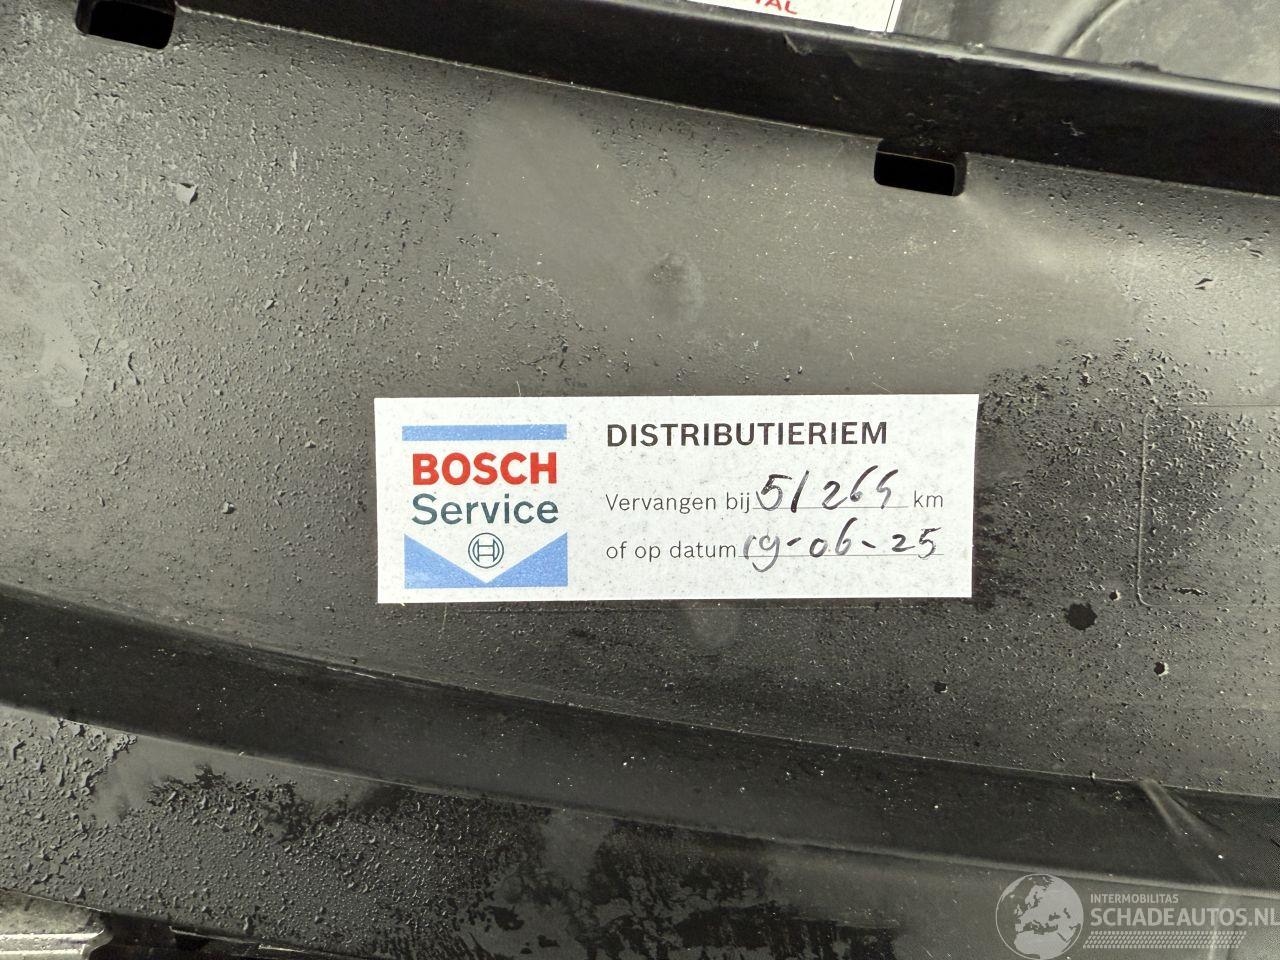 BOSCH
Service
DISTRIBUTIERIEM
Vervangen bij 51265 km
of op datum 19-06-25
INTERMOBILITAS
SCHADEAUTOS.NL